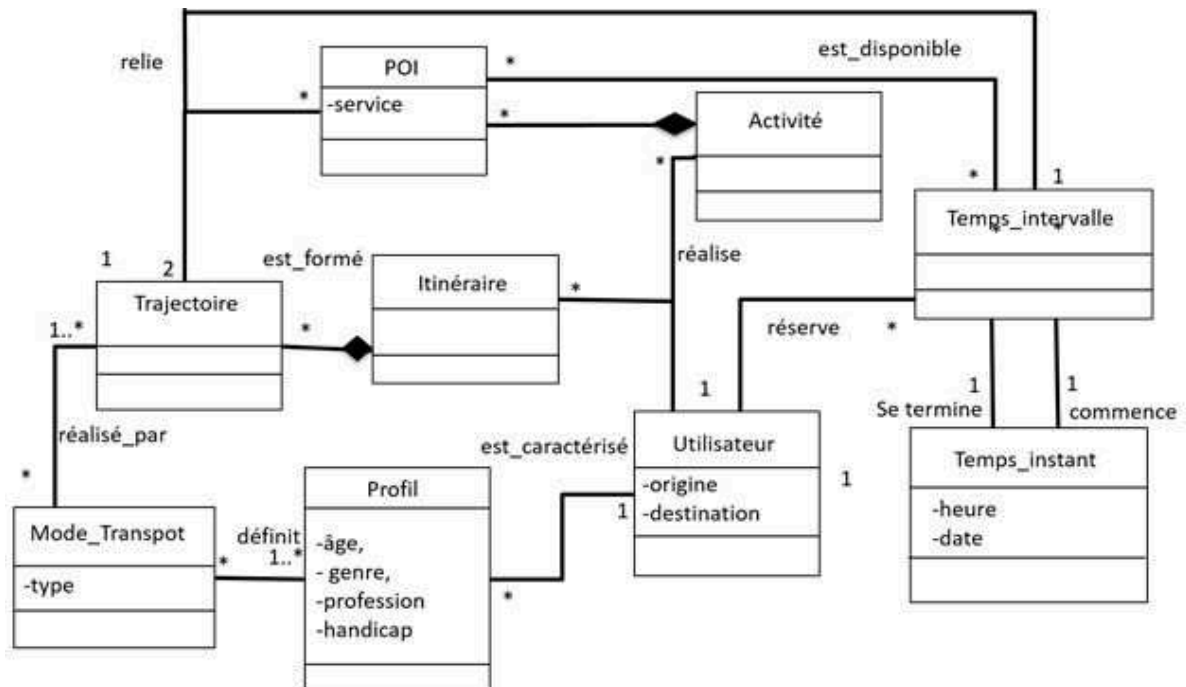 relie
POI
-service
*
*
*
est_disponible
Activité
*
*
1
Temps_intervalle
*
*
réalise
est_formé
Itinéraire
*
1
2
Trajectoire
1..*
*
réserve
*
réalisé_par
*
Mode_Transpot
-type
définit
1..*
*
Profil
-âge,
- genre,
-profession
-handicap
*
est_caractérisé
1
1
Utilisateur
-origine
-destination
1
1
Se termine
1
commence
Temps_instant
-heure
-date